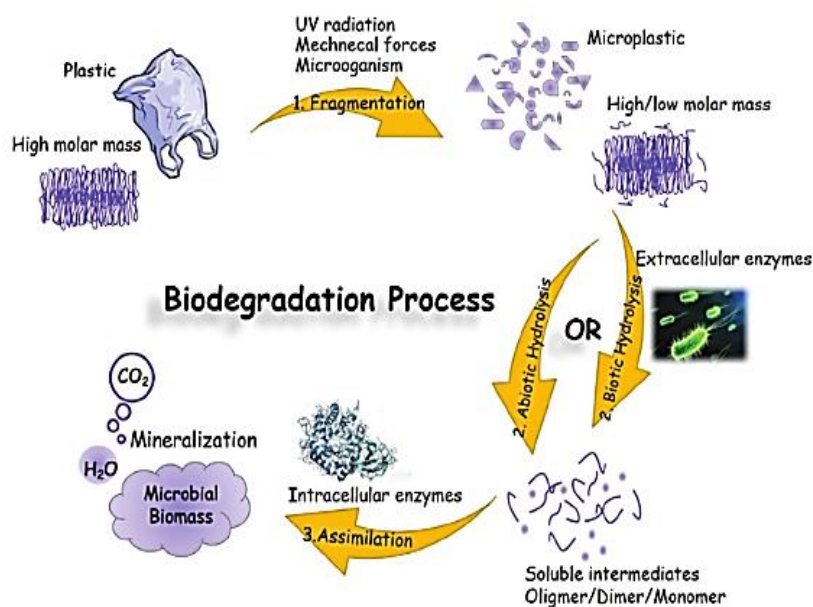 Plastic
High molar mass
UV radiation
Mechnecal forces
Microoganism
1. Fragmentation
Microplastic
High/low molar mass
Extracellular enzymes
Biodegradation Process
2. Abiotic Hydrolysis
OR
2. Biotic Hydrolysis
CO2
Mineralization
H2O
Microbial
Biomass
Intracellular enzymes
3.Assimilation
Soluble intermediates
Oligmer/Dimer/Monomer